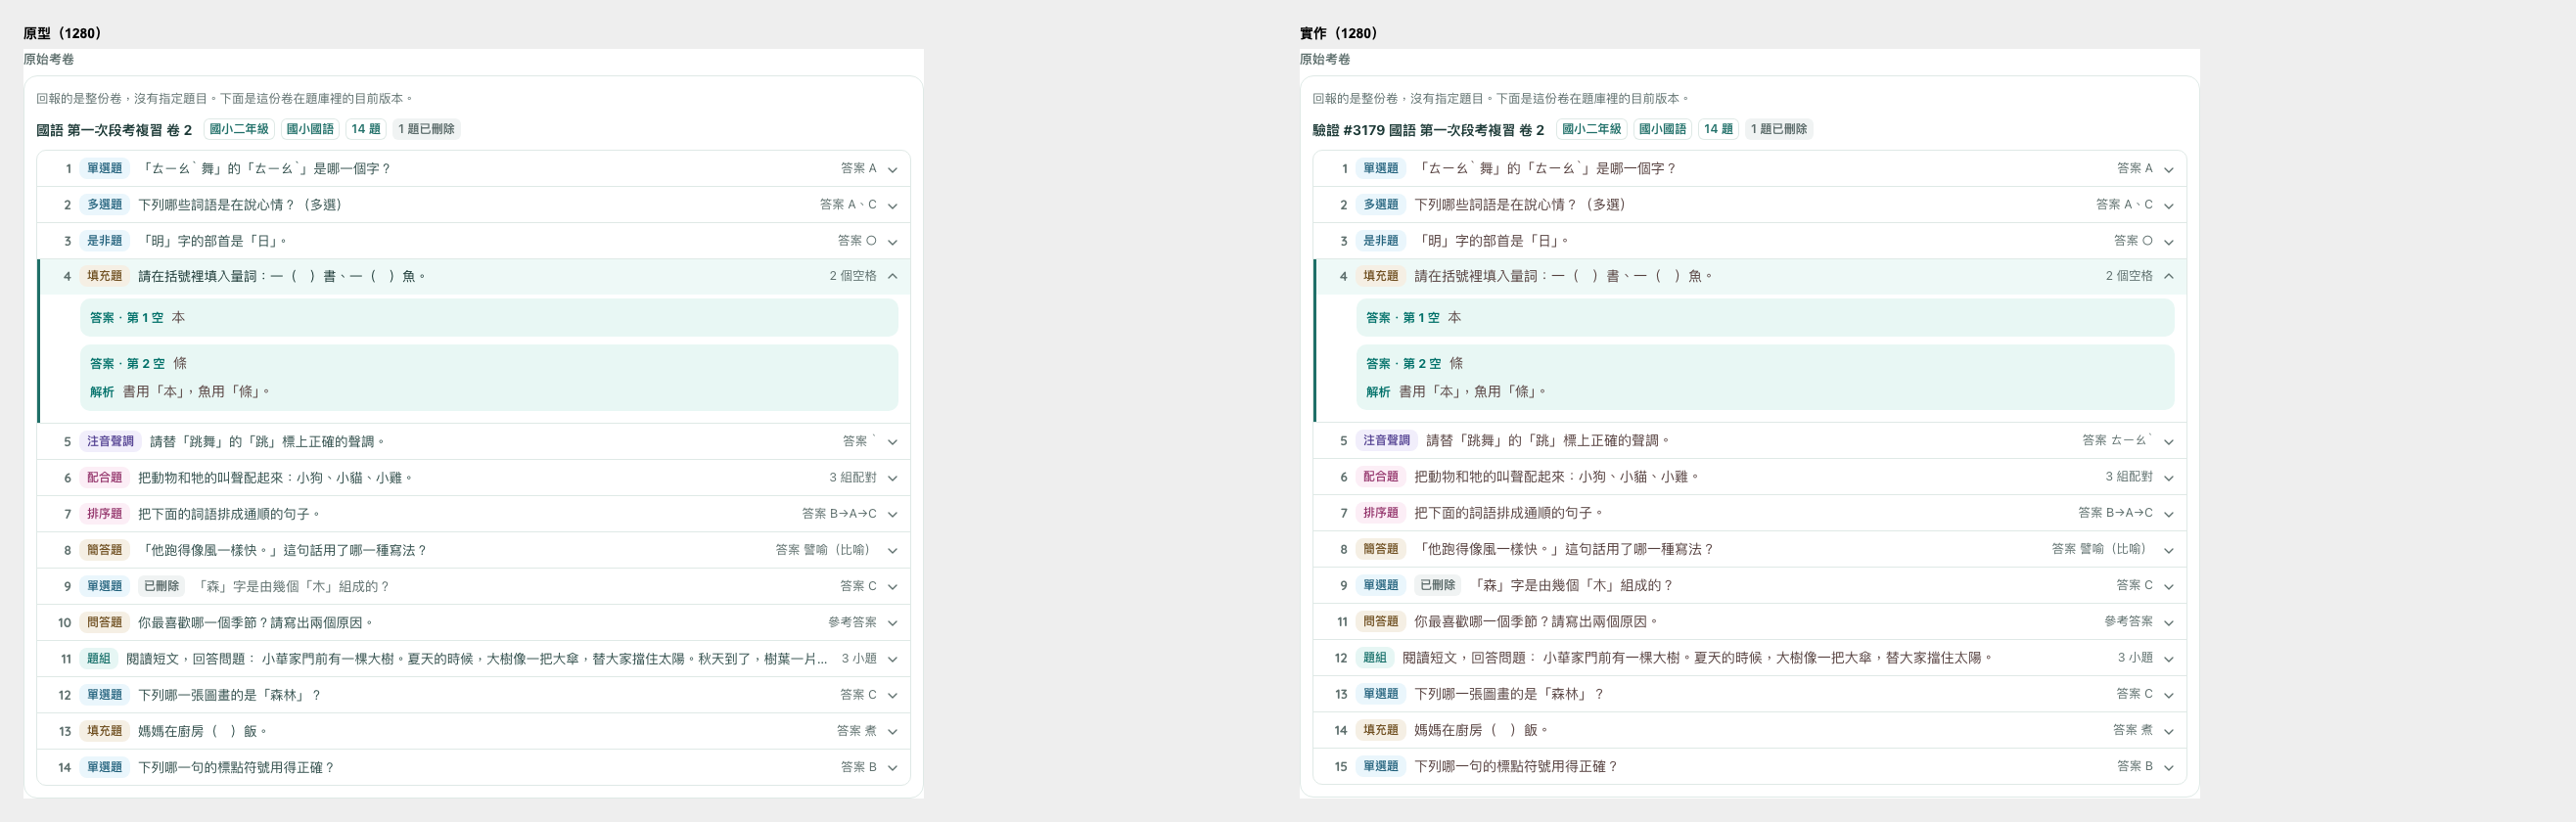 原型（1280）
原始考卷
回報的是整份卷，沒有指定題目。下面是這份卷在題庫裡的目前版本。
國語 第一次段考複習 卷 2 國小二年級 國小國語 14 題 1 題已刪除
1 單選題 「ㄊㄧㄠˋ 舞」的「ㄊㄧㄠˋ」是哪一個字？ 答案 A
2 多選題 下列哪些詞語是在說心情？（多選） 答案 A、C
3 是非題 「明」字的部首是「日」。 答案 ○
4 填充題 請在括號裡填入量詞：一（　）書、一（　）魚。 2 個空格
答案・第 1 空 本
答案・第 2 空 條
解析 書用「本」，魚用「條」。
5 注音聲調 請替「跳舞」的「跳」標上正確的聲調。 答案 ˋ
6 配合題 把動物和牠的叫聲配起來：小狗、小貓、小雞。 3 組配對
7 排序題 把下面的詞語排成通順的句子。 答案 B→A→C
8 簡答題 「他跑得像風一樣快。」這句話用了哪一種寫法？ 答案 譬喻（比喻）
9 單選題 已刪除 「森」字是由幾個「木」組成的？ 答案 C
10 問答題 你最喜歡哪一個季節？請寫出兩個原因。 參考答案
11 題組 閱讀短文，回答問題： 小華家門前有一棵大樹。夏天的時候，大樹像一把大傘，替大家擋住太陽。秋天到了，樹葉一片... 3 小題
12 單選題 下列哪一張圖畫的是「森林」？ 答案 C
13 填充題 媽媽在廚房（　）飯。 答案 煮
14 單選題 下列哪一句的標點符號用得正確？ 答案 B
實作（1280）
原始考卷
回報的是整份卷，沒有指定題目。下面是這份卷在題庫裡的目前版本。
驗證 #3179 國語 第一次段考複習 卷 2 國小二年級 國小國語 14 題 1 題已刪除
1 單選題 「ㄊㄧㄠˋ 舞」的「ㄊㄧㄠˋ」是哪一個字？ 答案 A
2 多選題 下列哪些詞語是在說心情？（多選） 答案 A、C
3 是非題 「明」字的部首是「日」。 答案 ○
4 填充題 請在括號裡填入量詞：一（　）書、一（　）魚。 2 個空格
答案・第 1 空 本
答案・第 2 空 條
解析 書用「本」，魚用「條」。
5 注音聲調 請替「跳舞」的「跳」標上正確的聲調。 答案 ㄊㄧㄠˋ
6 配合題 把動物和牠的叫聲配起來：小狗、小貓、小雞。 3 組配對
7 排序題 把下面的詞語排成通順的句子。 答案 B→A→C
8 簡答題 「他跑得像風一樣快。」這句話用了哪一種寫法？ 答案 譬喻（比喻）
9 單選題 已刪除 「森」字是由幾個「木」組成的？ 答案 C
11 問答題 你最喜歡哪一個季節？請寫出兩個原因。 參考答案
12 題組 閱讀短文，回答問題： 小華家門前有一棵大樹。夏天的時候，大樹像一把大傘，替大家擋住太陽。 3 小題
13 單選題 下列哪一張圖畫的是「森林」？ 答案 C
14 填充題 媽媽在廚房（　）飯。 答案 煮
15 單選題 下列哪一句的標點符號用得正確？ 答案 B